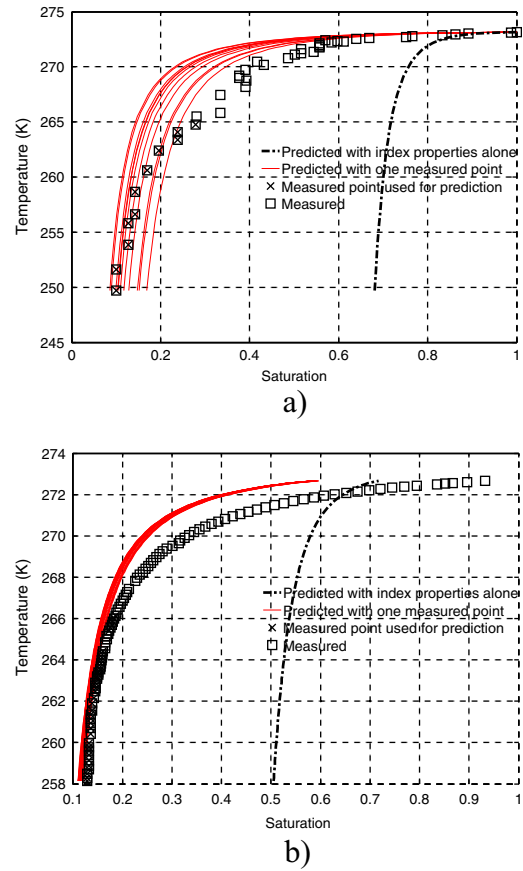 275
270
265
260
255
250
245
Temperature (K)
Predicted with index properties alone
Predicted with one measured point
Measured point used for prediction
Measured
0 0.2 0.4 0.6 0.8 1
Saturation
a)
274
272
270
268
266
264
262
260
258
Temperature (K)
Predicted with index properties alone
Predicted with one measured point
Measured point used for prediction
Measured
0.1 0.2 0.3 0.4 0.5 0.6 0.7 0.8 0.9 1
Saturation
b)